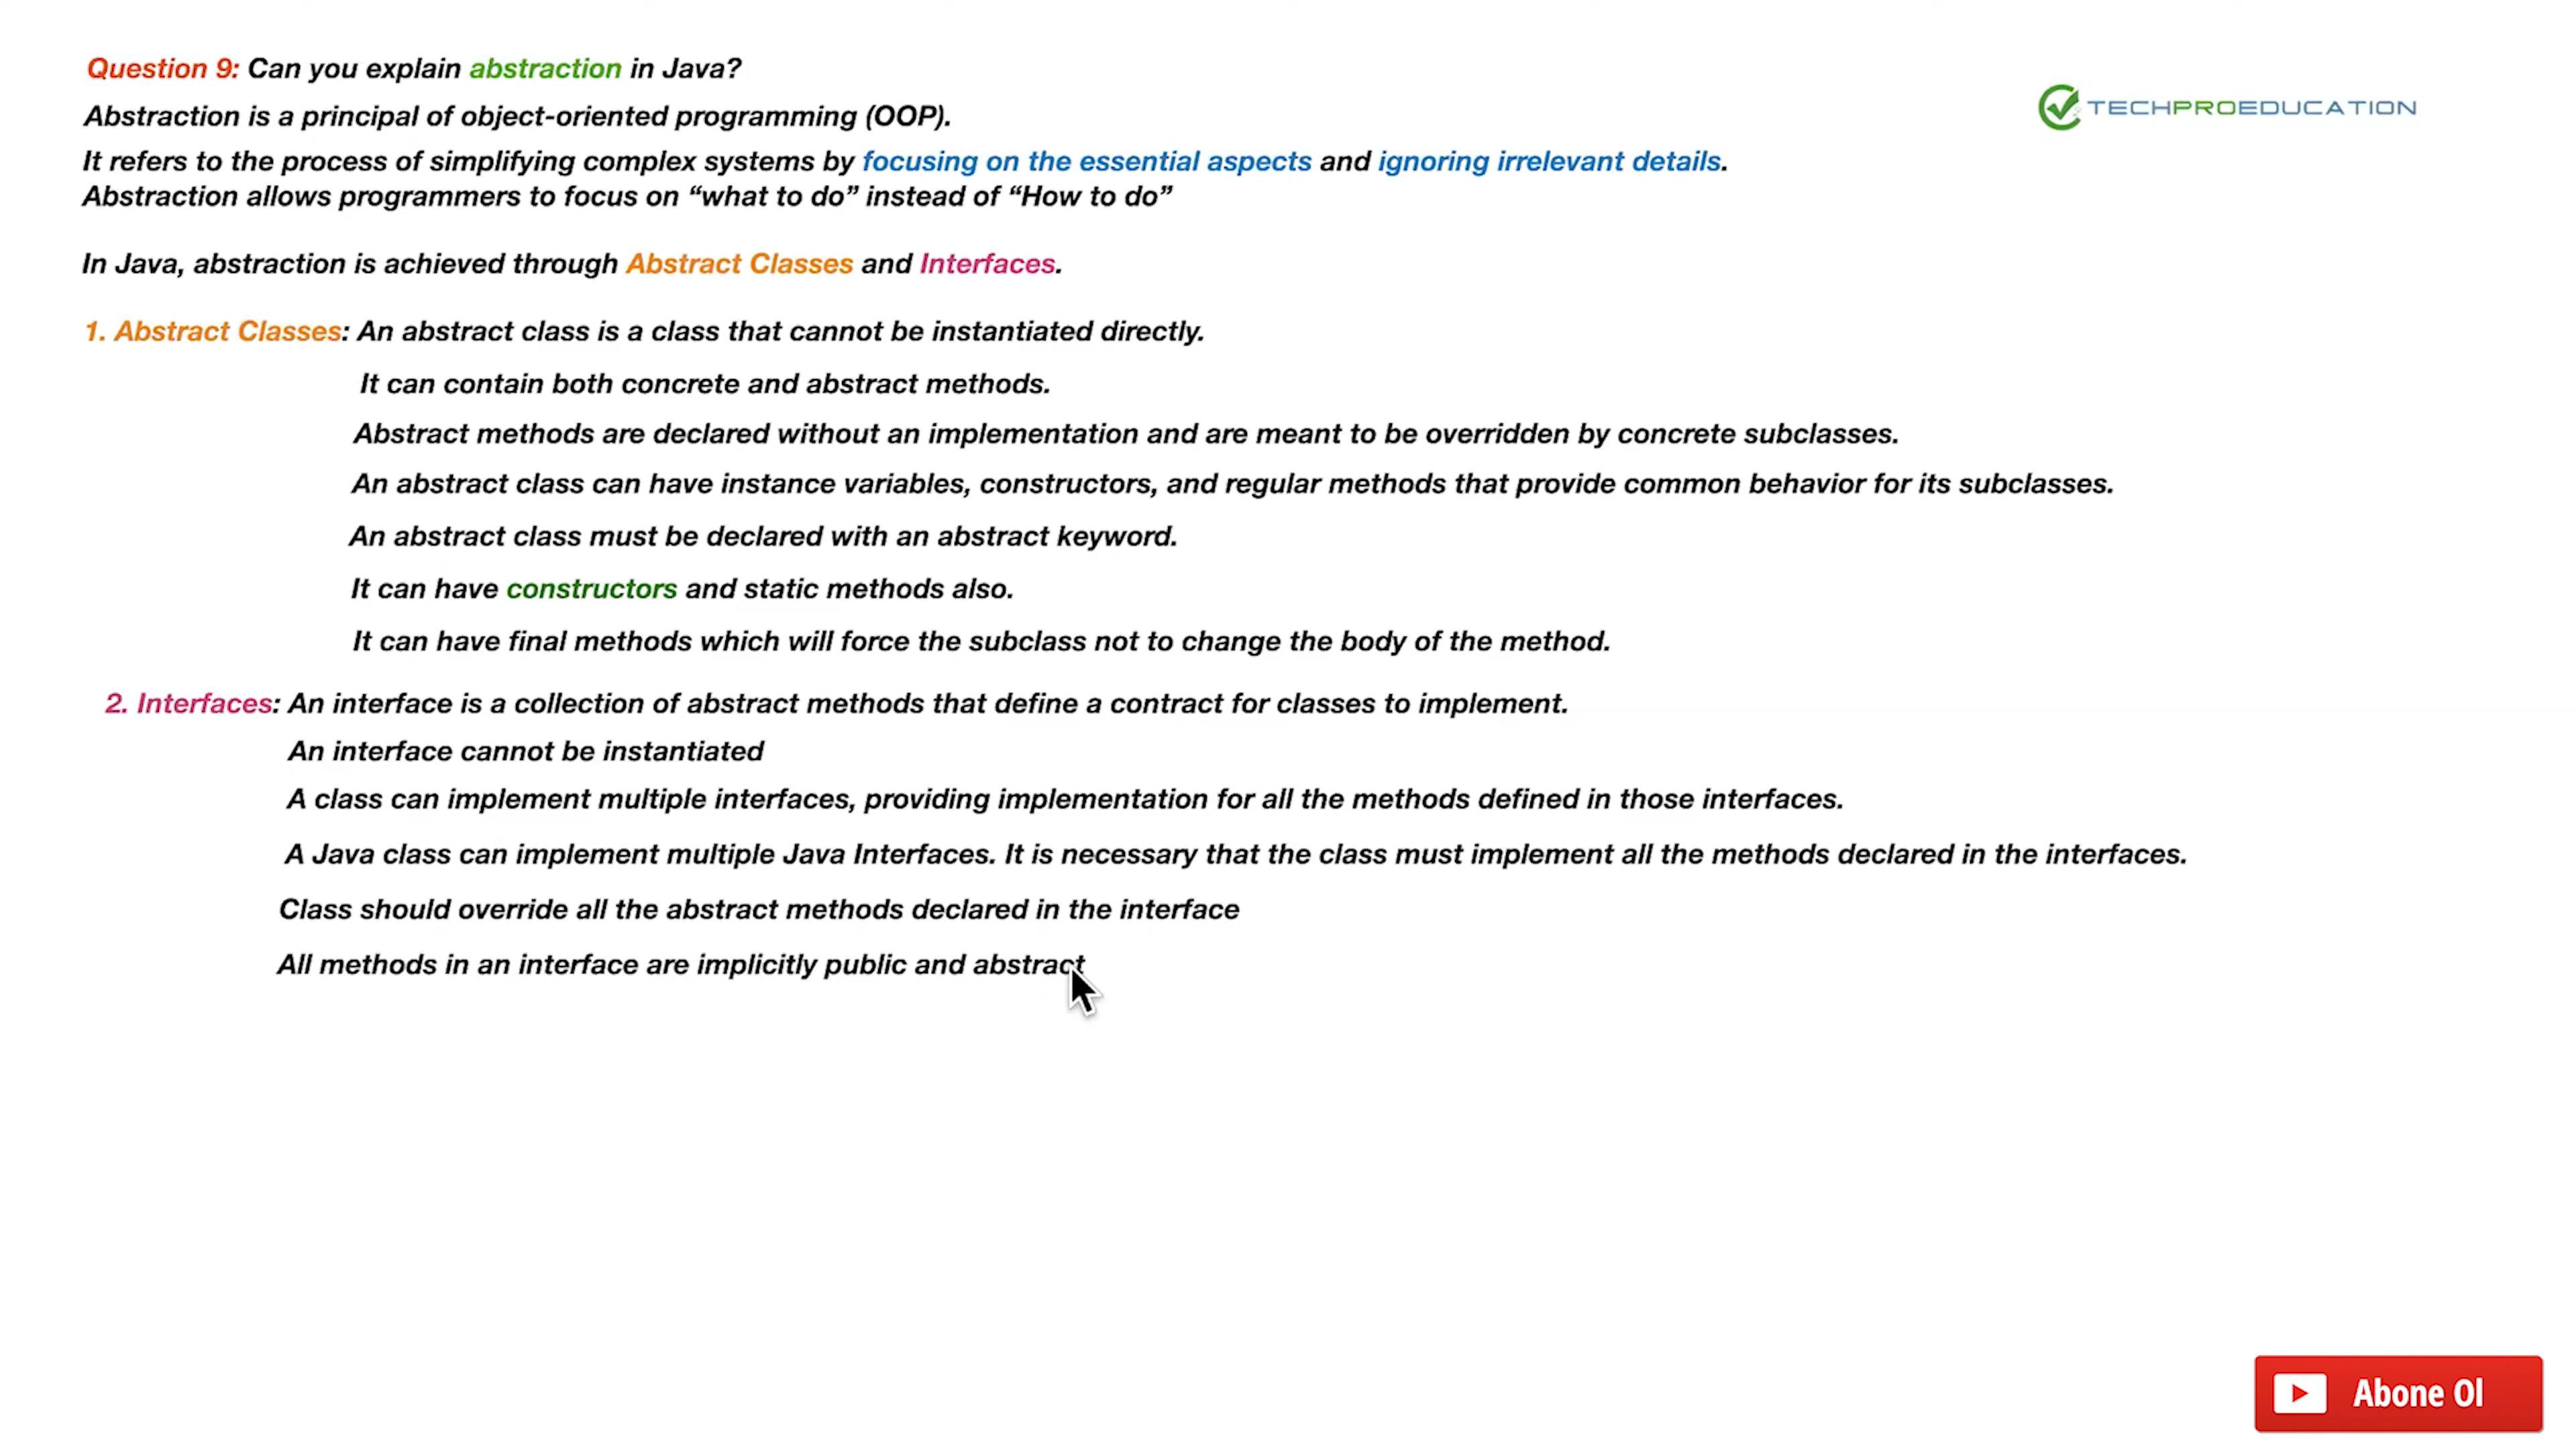 Question 9: Can you explain abstraction in Java?
TECHPROEDUCATION
Abstraction is a principal of object-oriented programming (OOP).
It refers to the process of simplifying complex systems by focusing on the essential aspects and ignoring irrelevant details.
Abstraction allows programmers to focus on “what to do” instead of “How to do”
In Java, abstraction is achieved through Abstract Classes and Interfaces.
1. Abstract Classes: An abstract class is a class that cannot be instantiated directly.
It can contain both concrete and abstract methods.
Abstract methods are declared without an implementation and are meant to be overridden by concrete subclasses.
An abstract class can have instance variables, constructors, and regular methods that provide common behavior for its subclasses.
An abstract class must be declared with an abstract keyword.
It can have constructors and static methods also.
It can have final methods which will force the subclass not to change the body of the method.
2. Interfaces: An interface is a collection of abstract methods that define a contract for classes to implement.
An interface cannot be instantiated
A class can implement multiple interfaces, providing implementation for all the methods defined in those interfaces.
A Java class can implement multiple Java Interfaces. It is necessary that the class must implement all the methods declared in the interfaces.
Class should override all the abstract methods declared in the interface
All methods in an interface are implicitly public and abstract
Abone Ol